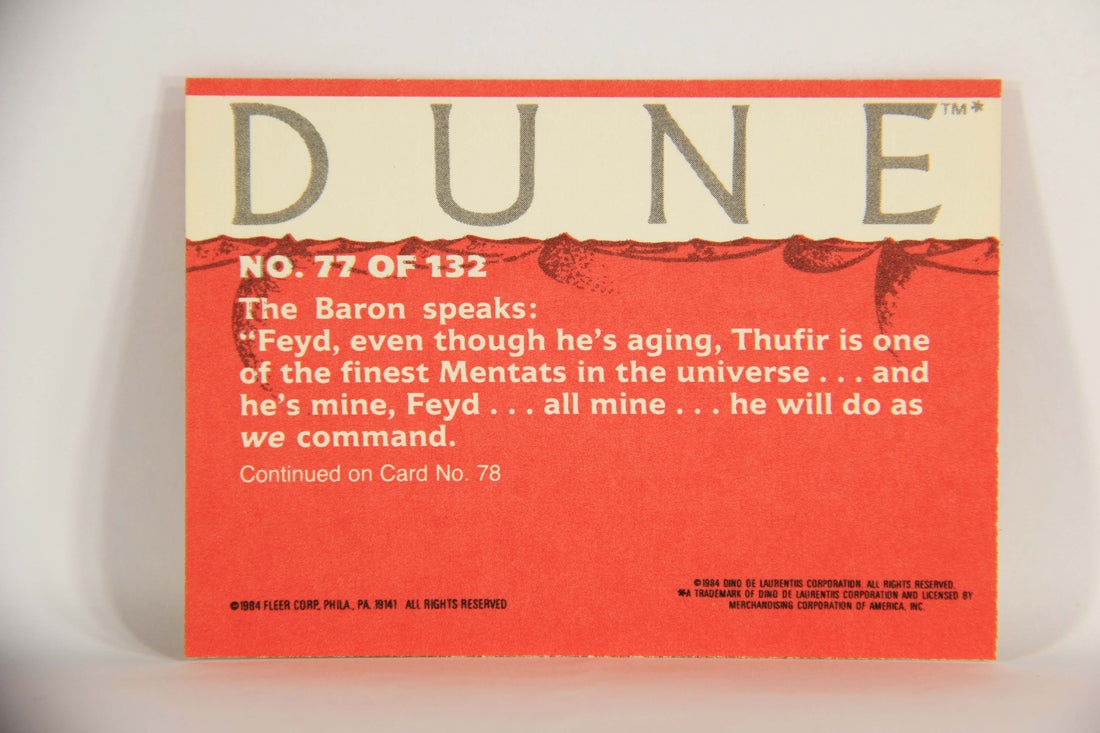 DUNE™*
NO. 77 OF 132
The Baron speaks:
“Feyd, even though he’s aging, Thufir is one
of the finest Mentats in the universe . . . and
he’s mine, Feyd . . . all mine . . . he will do as
we command.
Continued on Card No. 78
©1984 FLEER CORP., PHILA., PA. 19141 ALL RIGHTS RESERVED
©1984 DINO DE LAURENTIIS CORPORATION. ALL RIGHTS RESERVED.
*A TRADEMARK OF DINO DE LAURENTIIS CORPORATION AND LICENSED BY
MERCHANDISING CORPORATION OF AMERICA, INC.